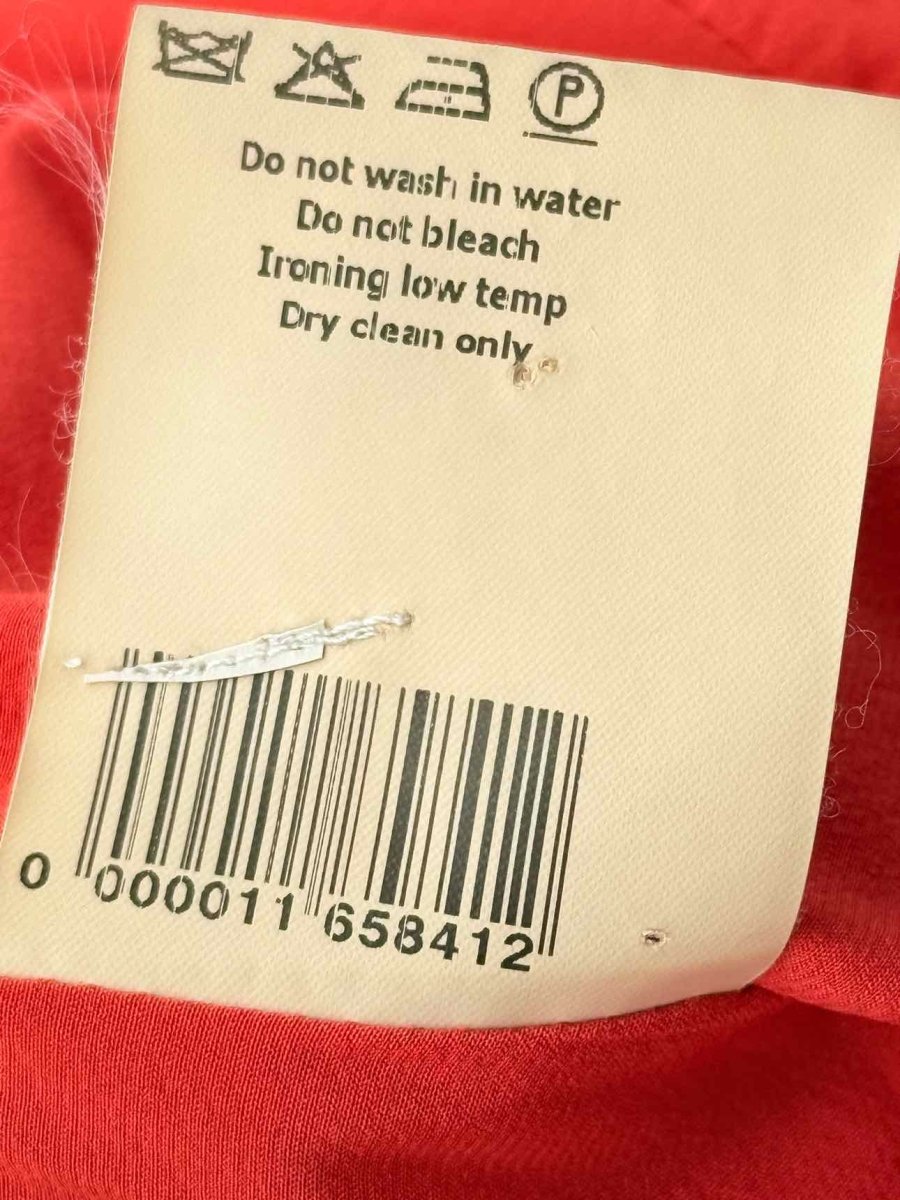 P
Do not wash in water
Do not bleach
Ironing low temp
Dry clean only
0 000011 658412